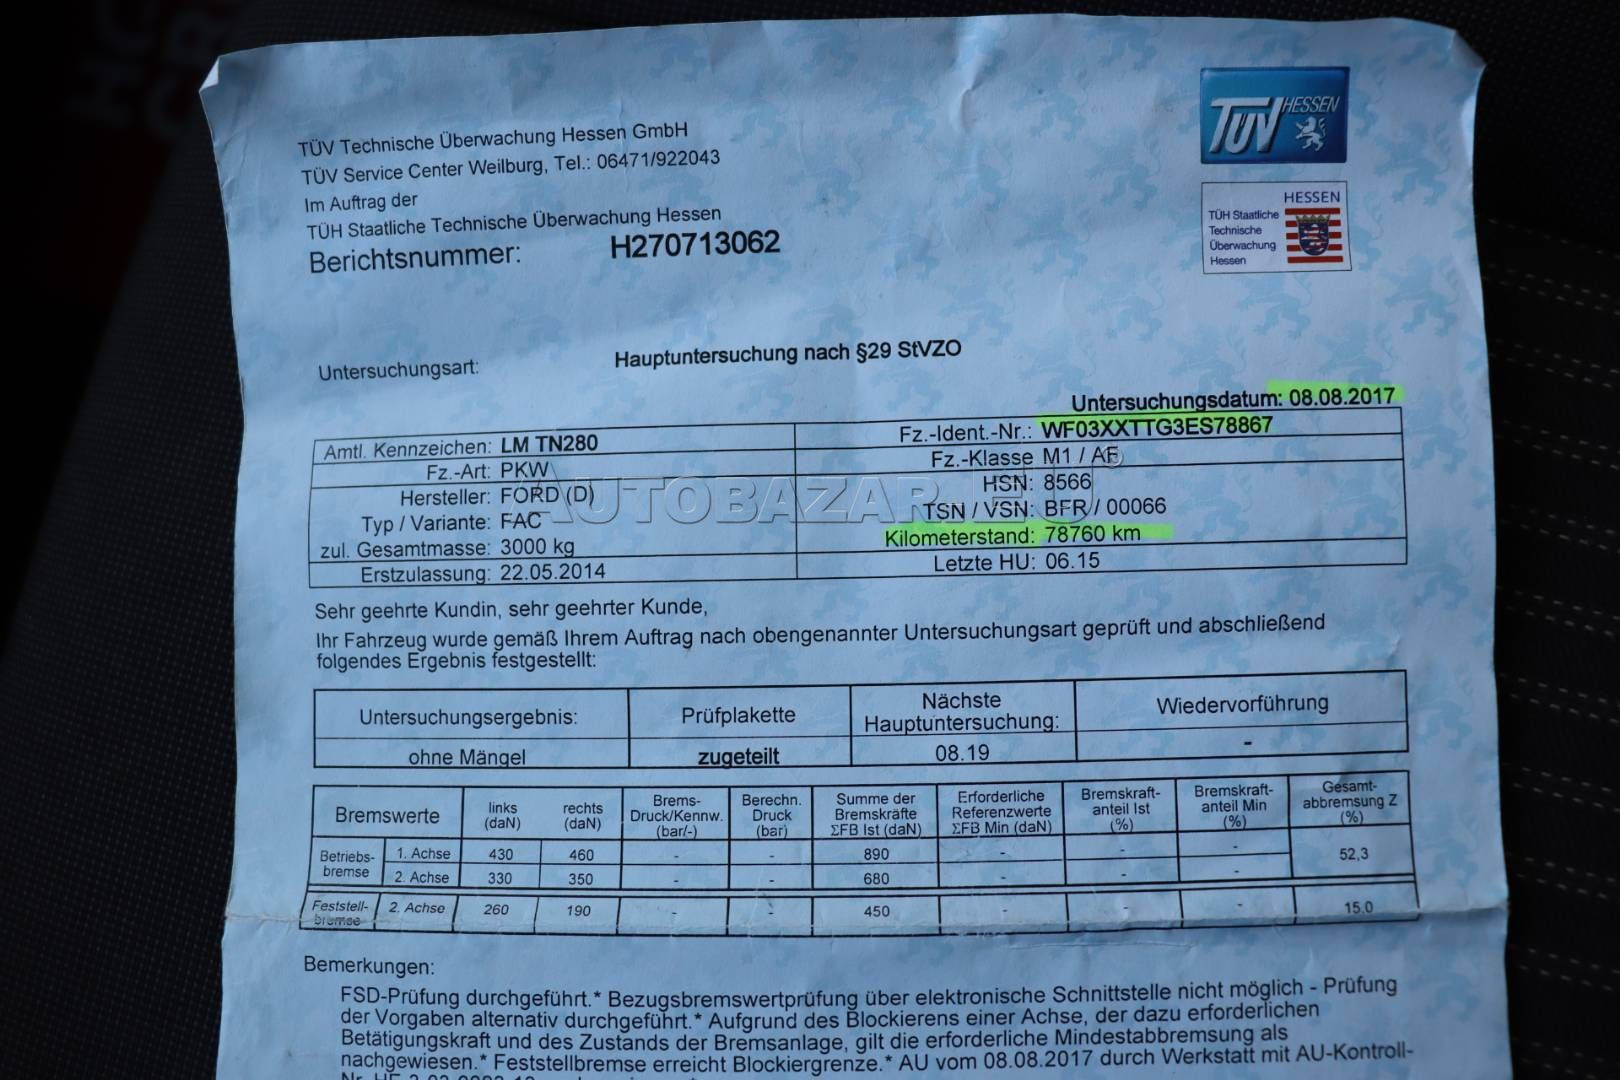 TÜV Technische Überwachung Hessen GmbH
TÜV Service Center Weilburg, Tel.: 06471/922043
Im Auftrag der
TÜH Staatliche Technische Überwachung Hessen
Berichtsnummer: H270713062
TÜV HESSEN
HESSEN
TÜH Staatliche
Technische
Überwachung
Hessen
Untersuchungsart: Hauptuntersuchung nach §29 StVZO
Untersuchungsdatum: 08.08.2017
Amtl. Kennzeichen: LM TN280 Fz.-Ident.-Nr.: WF03XXTTG3ES78867
Fz.-Art: PKW Fz.-Klasse M1 / AF
Hersteller: FORD (D) HSN: 8566
AUTOBAZAR.EU
Typ / Variante: FAC TSN / VSN: BFR / 00066
zul. Gesamtmasse: 3000 kg Kilometerstand: 78760 km
Erstzulassung: 22.05.2014 Letzte HU: 06.15
Sehr geehrte Kundin, sehr geehrter Kunde,
Ihr Fahrzeug wurde gemäß Ihrem Auftrag nach obengenannter Untersuchungsart geprüft und abschließend
folgendes Ergebnis festgestellt:
Untersuchungsergebnis: Prüfplakette Nächste Hauptuntersuchung: Wiedervorführung
ohne Mängel zugeteilt 08.19 -
Bremswerte links (daN) rechts (daN) Brems-Druck/Kennw. (bar/-) Berechn. Druck (bar) Summe der Bremskräfte ΣFB Ist (daN) Erforderliche Referenzwerte ΣFB Min (daN) Bremskraft-anteil Ist (%) Bremskraft-anteil Min (%) Gesamt-abbremsung Z (%)
Betriebs-bremse 1. Achse 430 460 - - 890 - - - 52,3
2. Achse 330 350 - - 680 - - -
Feststell-bremse 2. Achse 260 190 - - 450 - - - 15.0
Bemerkungen:
FSD-Prüfung durchgeführt.* Bezugsbremswertprüfung über elektronische Schnittstelle nicht möglich - Prüfung
der Vorgaben alternativ durchgeführt.* Aufgrund des Blockierens einer Achse, der dazu erforderlichen
Betätigungskraft und des Zustands der Bremsanlage, gilt die erforderliche Mindestabbremsung als
nachgewiesen.* Feststellbremse erreicht Blockiergrenze.* AU vom 08.08.2017 durch Werkstatt mit AU-Kontroll-